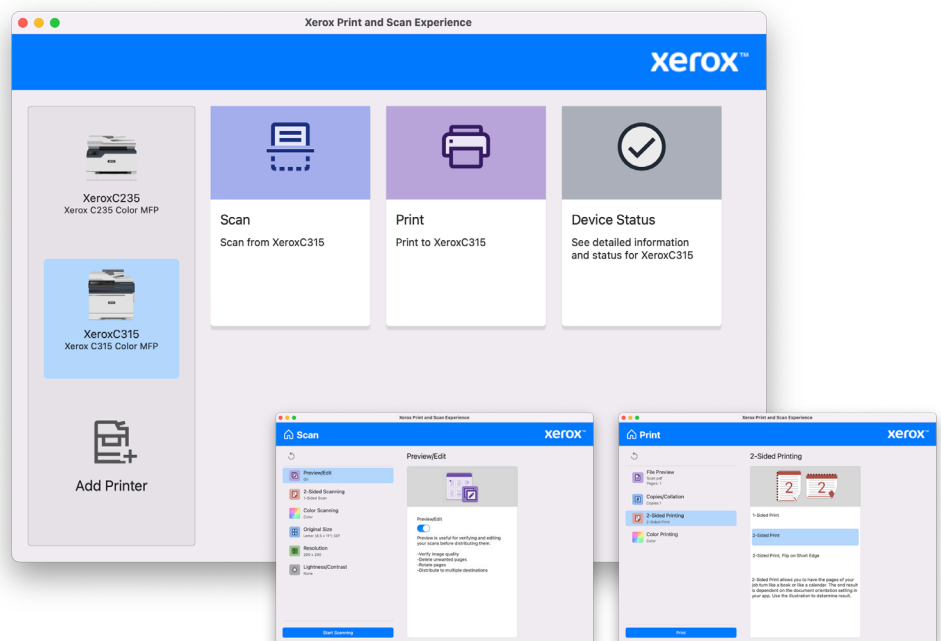 Xerox Print and Scan Experience
xerox™
XeroxC235
Xerox C235 Color MFP
XeroxC315
Xerox C315 Color MFP
Add Printer
Scan
Scan from XeroxC315
Print
Print to XeroxC315
Device Status
See detailed information
and status for XeroxC315
Xerox Print and Scan Experience
Scan
xerox™
Preview/Edit
On
2-Sided Scanning
1-Sided Scan
Color Scanning
Color
Original Size
Resolution
Lightness/Contrast
None
Start Scanning
Preview/Edit
Preview/Edit
Preview is useful for verifying and editing
your scans before distributing them.
-Verify image quality
-Delete unwanted pages
-Rotate pages
-Distribute to multiple destinations
Xerox Print and Scan Experience
Print
xerox™
File Preview
Scan.pdf
Pages: 1
Copies/Collation
Copies:1
2-Sided Printing
2-Sided Print
Color Printing
Color
Print
2-Sided Printing
2 2
1-Sided Print
2-Sided Print
2-Sided Print, Flip on Short Edge
2-Sided Print allows you to have the pages of your
job turn like a book or like a calendar. The end result
is dependent on the document orientation setting in
your app. Use the illustration to determine result.